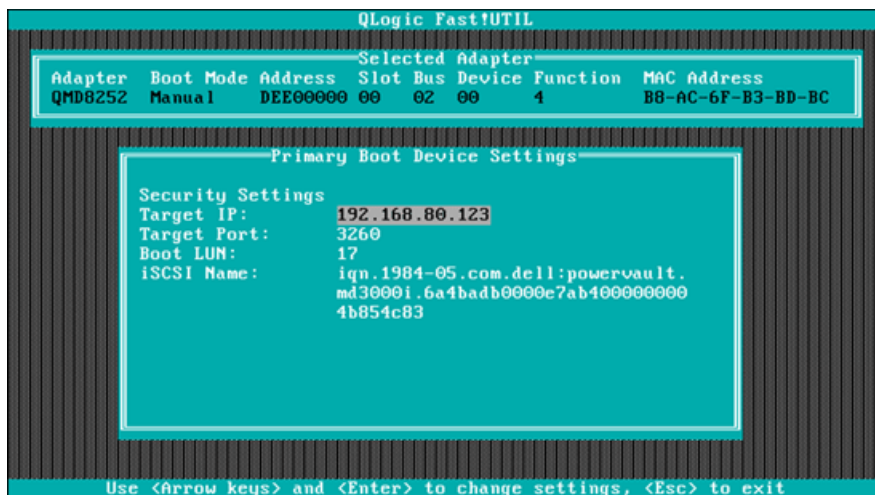 QLogic Fast!UTIL
Selected Adapter
Adapter Boot Mode Address Slot Bus Device Function MAC Address
QMD8252 Manual DEE00000 00 02 00 4 B8-AC-6F-B3-BD-BC
Primary Boot Device Settings
Security Settings
Target IP: 192.168.80.123
Target Port: 3260
Boot LUN: 17
iSCSI Name: iqn.1984-05.com.dell:powervault.
md3000i.6a4badb0000e7ab400000000
4b854c83
Use <Arrow keys> and <Enter> to change settings, <Esc> to exit